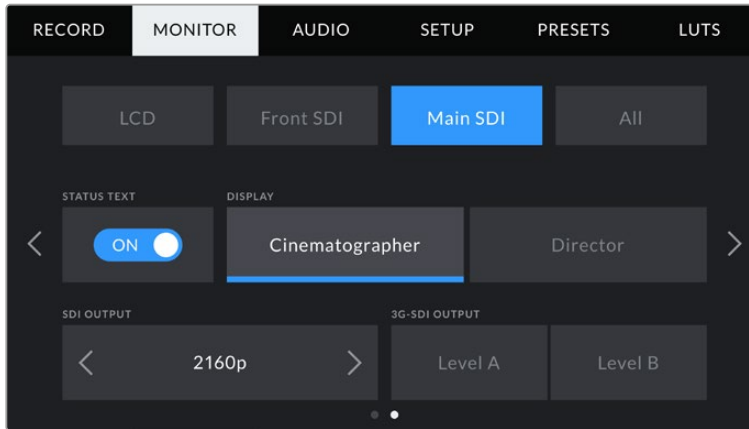 RECORD MONITOR AUDIO SETUP PRESETS LUTS
LCD Front SDI Main SDI All
STATUS TEXT DISPLAY
ON Cinematographer Director
SDI OUTPUT 3G-SDI OUTPUT
2160p Level A Level B